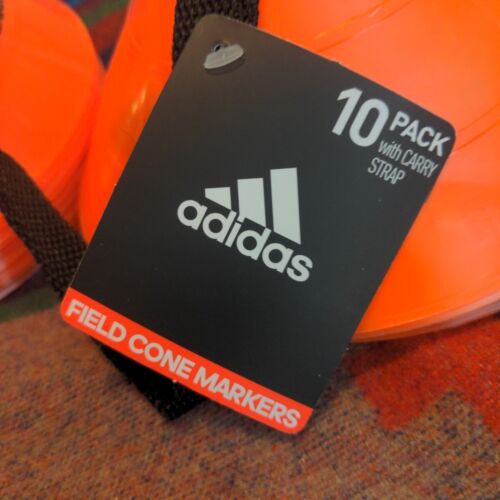 10 PACK
with CARRY
STRAP
adidas
FIELD CONE MARKERS